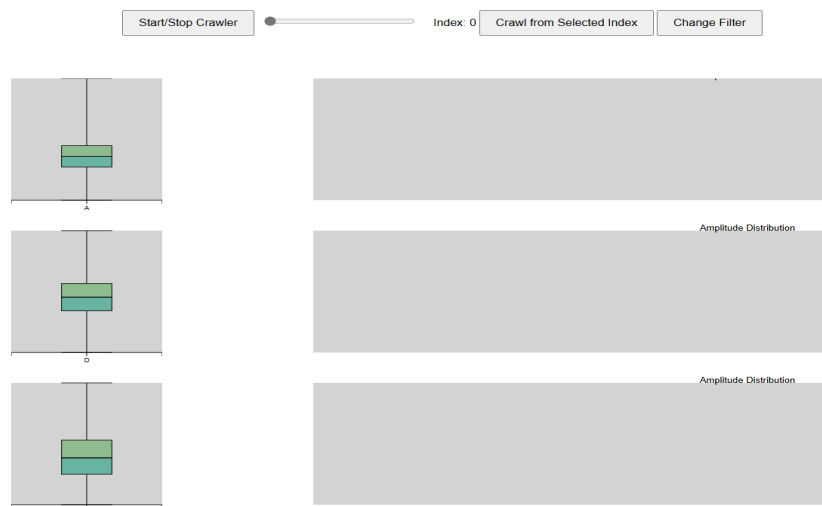 Start/Stop Crawler
Index: 0
Crawl from Selected Index
Change Filter
A
Amplitude Distribution
D
Amplitude Distribution